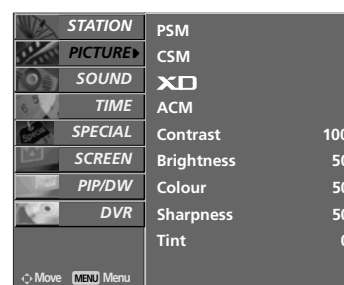 STATION
PICTURE
SOUND
TIME
SPECIAL
SCREEN
PIP/DW
DVR
Move MENU Menu
PSM
CSM
XD
ACM
Contrast 100
Brightness 50
Colour 50
Sharpness 50
Tint 0